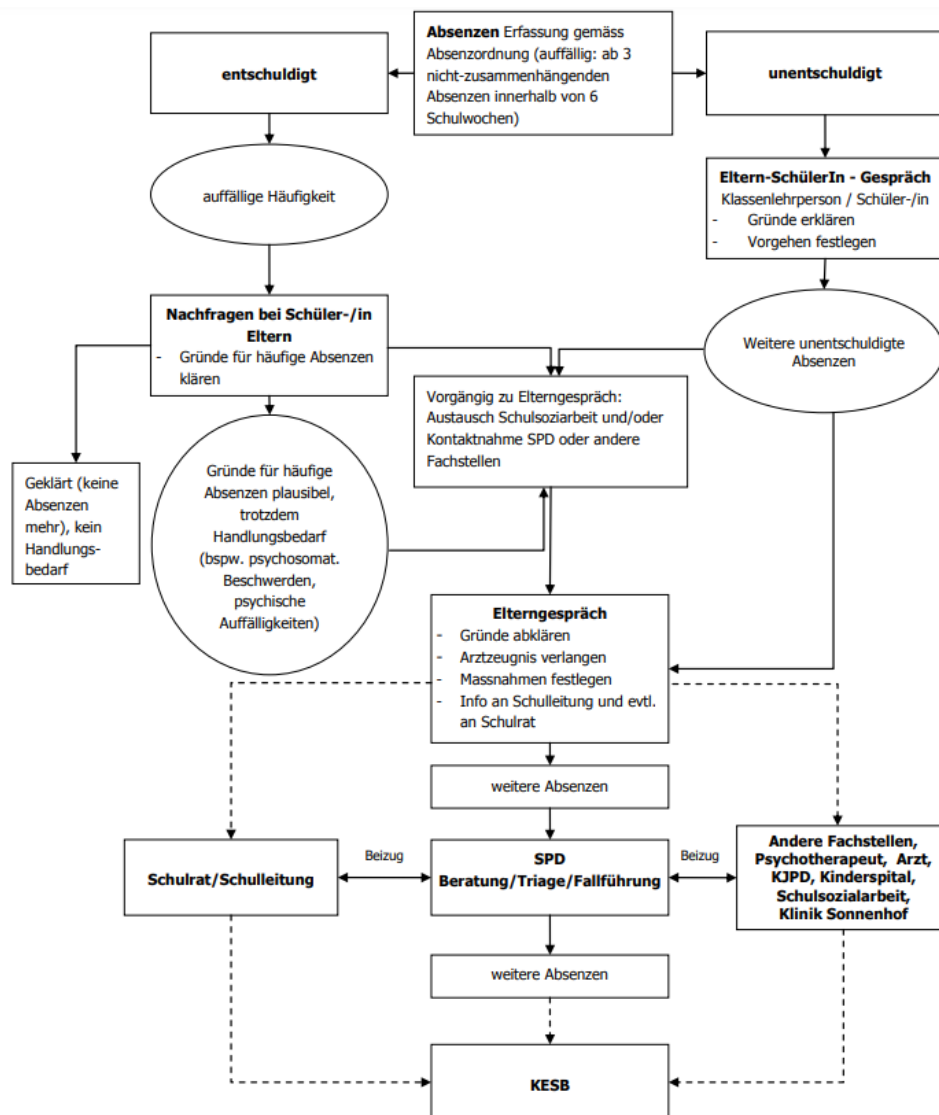 Absenzen Erfassung gemäss
Absenzordnung (auffällig: ab 3
nicht-zusammenhängenden
Absenzen innerhalb von 6
Schulwochen)
entschuldigt
unentschuldigt
auffällige Häufigkeit
Eltern-SchülerIn - Gespräch
Klassenlehrperson / Schüler-/in
- Gründe erklären
- Vorgehen festlegen
Nachfragen bei Schüler-/in
Eltern
- Gründe für häufige Absenzen
klären
Weitere unentschuldigte
Absenzen
Vorgängig zu Elterngespräch:
Austausch Schulsoziarbeit und/oder
Kontaktnahme SPD oder andere
Fachstellen
Geklärt (keine
Absenzen
mehr), kein
Handlungs-
bedarf
Gründe für häufige
Absenzen plausibel,
trotzdem
Handlungsbedarf
(bspw. psychosomat.
Beschwerden,
psychische
Auffälligkeiten)
Elterngespräch
- Gründe abklären
- Arztzeugnis verlangen
- Massnahmen festlegen
- Info an Schulleitung und evtl.
an Schulrat
weitere Absenzen
Schulrat/Schulleitung
Beizug
SPD
Beratung/Triage/Fallführung
Beizug
Andere Fachstellen,
Psychotherapeut, Arzt,
KJPD, Kinderspital,
Schulsozialarbeit,
Klinik Sonnenhof
weitere Absenzen
KESB